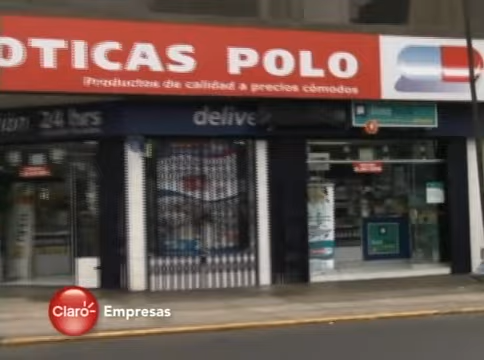 OTICAS POLO
Productos de calidad a precios cómodos
24 hrs
delive
Claro
Empresas